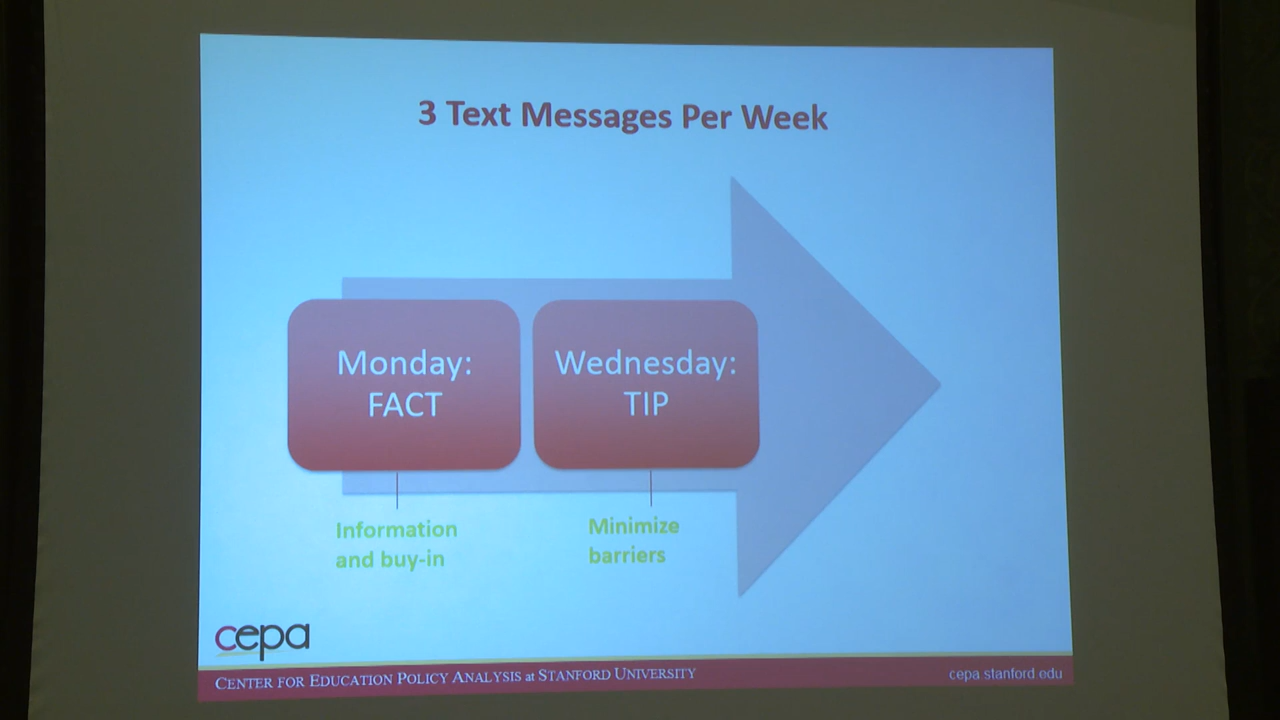 3 Text Messages Per Week
Monday:
FACT
Wednesday:
TIP
Information
and buy-in
Minimize
barriers
cepa
CENTER FOR EDUCATION POLICY ANALYSIS at STANFORD UNIVERSITY
cepa.stanford.edu